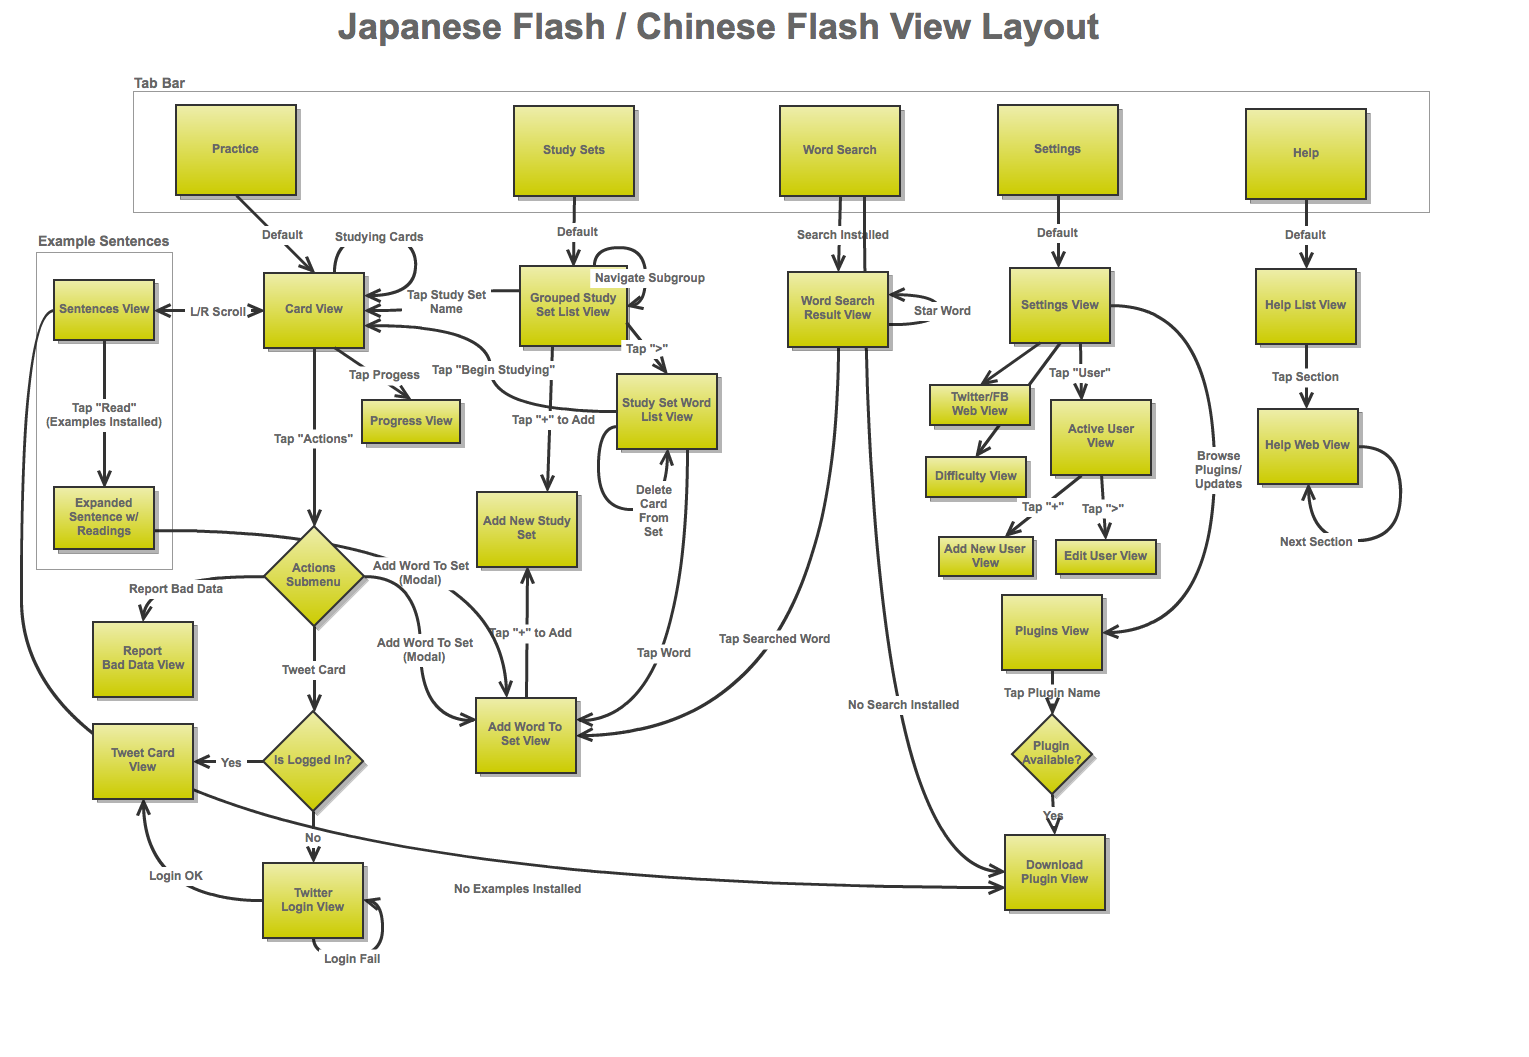 Japanese Flash / Chinese Flash View Layout
Tab Bar
Practice
Study Sets
Word Search
Settings
Help
Default
Studying Cards
Default
Search Installed
Default
Default
Example Sentences
Sentences View
L/R Scroll
Card View
Tap Study Set
Name
Grouped Study
Set List View
Navigate Subgroup
Word Search
Result View
Star Word
Settings View
Help List View
Tap ">"
Tap Progess
Tap "Begin Studying"
Tap "User"
Tap Section
Tap "Read"
(Examples Installed)
Progress View
Tap "+" to Add
Study Set Word
List View
Twitter/FB
Web View
Active User
View
Help Web View
Tap "Actions"
Browse
Plugins/
Updates
Difficulty View
Delete
Card
From
Set
Expanded
Sentence w/
Readings
Add New Study
Set
Tap "+"
Tap ">"
Next Section
Add New User
View
Edit User View
Actions
Submenu
Add Word To Set
(Modal)
Report Bad Data
Report
Bad Data View
Add Word To Set
(Modal)
Tap "+" to Add
Tap Word
Tap Searched Word
Plugins View
Tweet Card
Tap Plugin Name
No Search Installed
Add Word To
Set View
Tweet Card
View
Yes
Is Logged In?
Plugin
Available?
Yes
No
Login OK
Twitter
Login View
No Examples Installed
Download
Plugin View
Login Fail